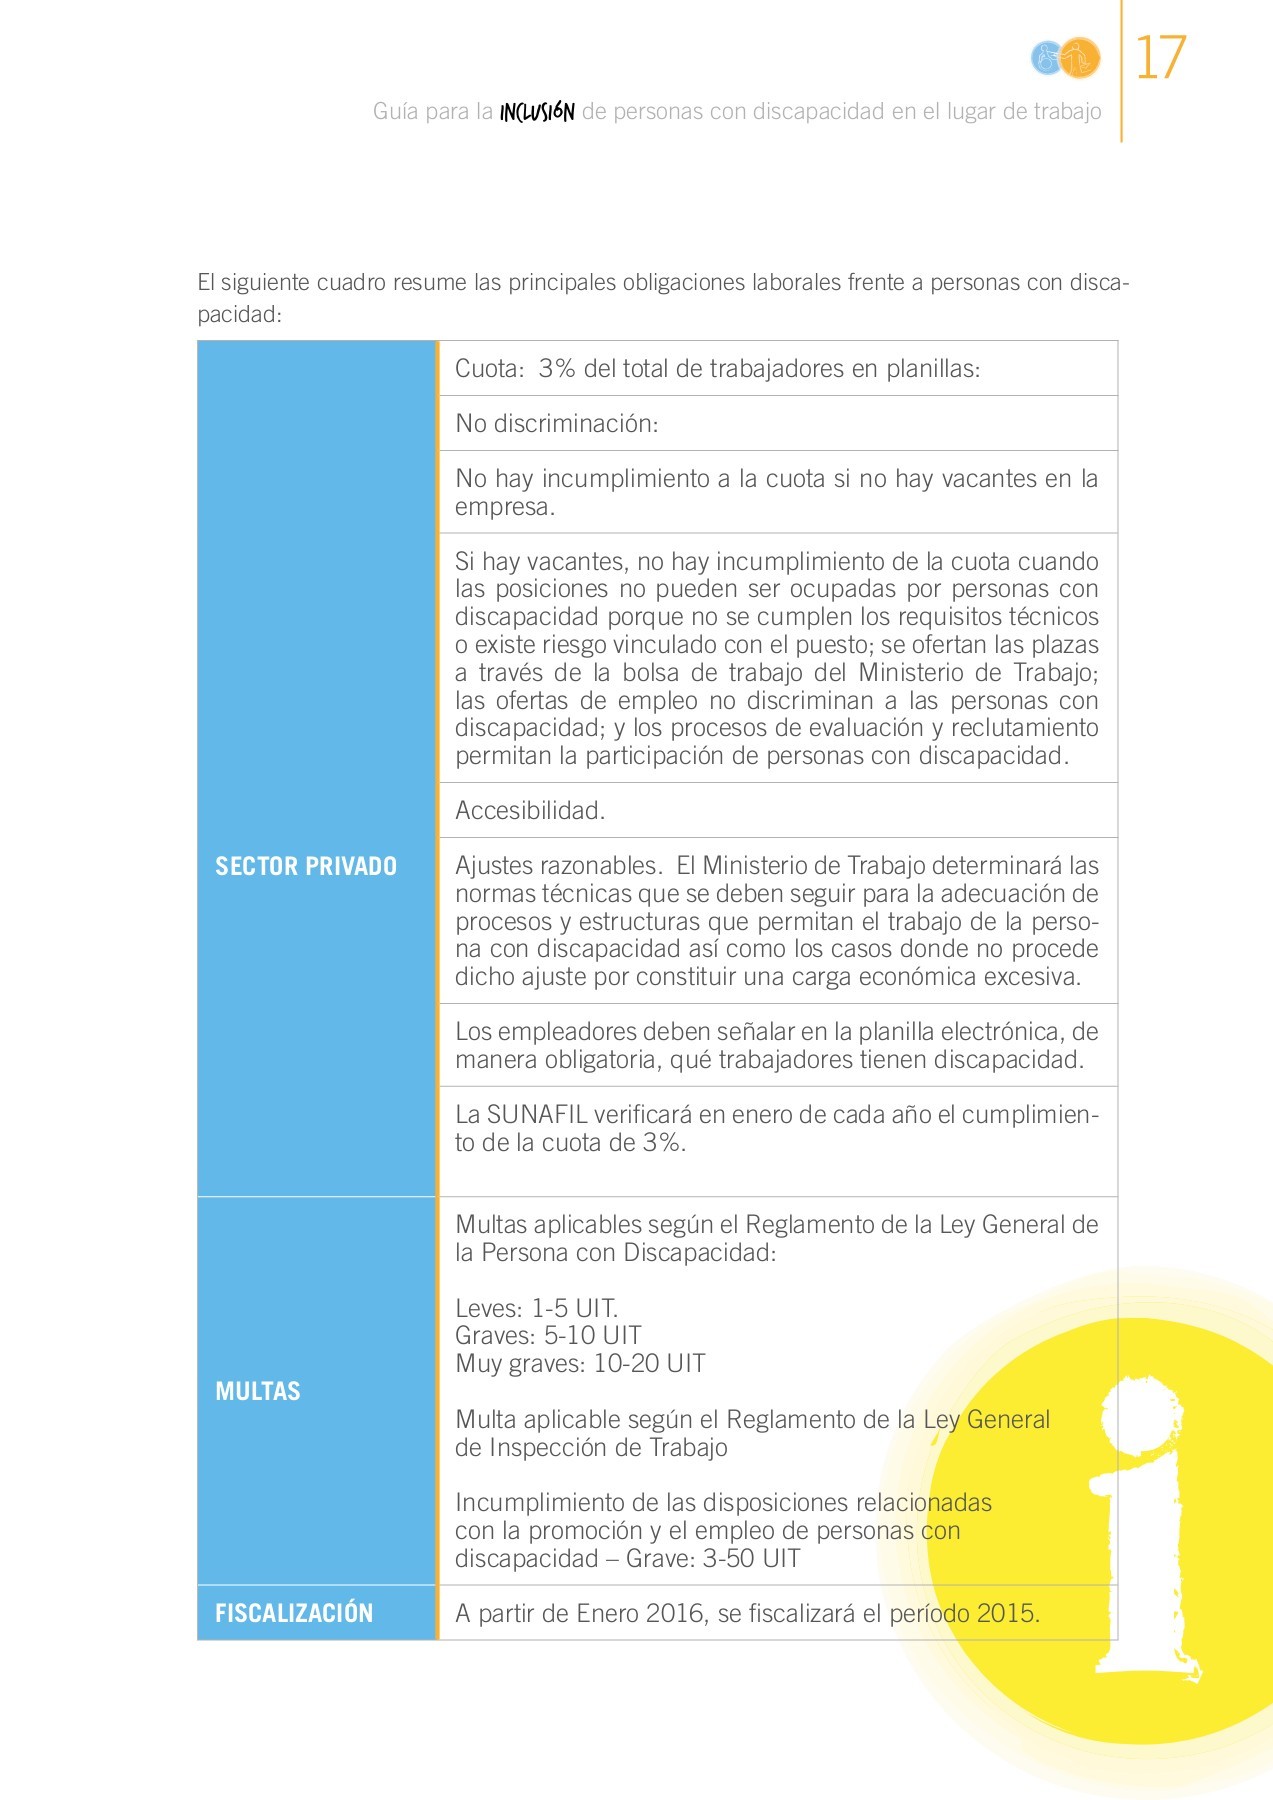 17
Guía para la INCLUSIÓN de personas con discapacidad en el lugar de trabajo
El siguiente cuadro resume las principales obligaciones laborales frente a personas con disca-
pacidad:
SECTOR PRIVADO
Cuota:  3% del total de trabajadores en planillas:
No discriminación:
No hay incumplimiento a la cuota si no hay vacantes en la
empresa.
Si hay vacantes, no hay incumplimiento de la cuota cuando
las posiciones no pueden ser ocupadas por personas con
discapacidad porque no se cumplen los requisitos técnicos
o existe riesgo vinculado con el puesto; se ofertan las plazas
a través de la bolsa de trabajo del Ministerio de Trabajo;
las ofertas de empleo no discriminan a las personas con
discapacidad; y los procesos de evaluación y reclutamiento
permitan la participación de personas con discapacidad.
Accesibilidad.
Ajustes razonables.  El Ministerio de Trabajo determinará las
normas técnicas que se deben seguir para la adecuación de
procesos y estructuras que permitan el trabajo de la perso-
na con discapacidad así como los casos donde no procede
dicho ajuste por constituir una carga económica excesiva.
Los empleadores deben señalar en la planilla electrónica, de
manera obligatoria, qué trabajadores tienen discapacidad.
La SUNAFIL verificará en enero de cada año el cumplimien-
to de la cuota de 3%.
MULTAS
Multas aplicables según el Reglamento de la Ley General de
la Persona con Discapacidad:
Leves: 1-5 UIT.
Graves: 5-10 UIT
Muy graves: 10-20 UIT
Multa aplicable según el Reglamento de la Ley General
de Inspección de Trabajo
Incumplimiento de las disposiciones relacionadas
con la promoción y el empleo de personas con
discapacidad – Grave: 3-50 UIT
FISCALIZACIÓN
A partir de Enero 2016, se fiscalizará el período 2015.
i